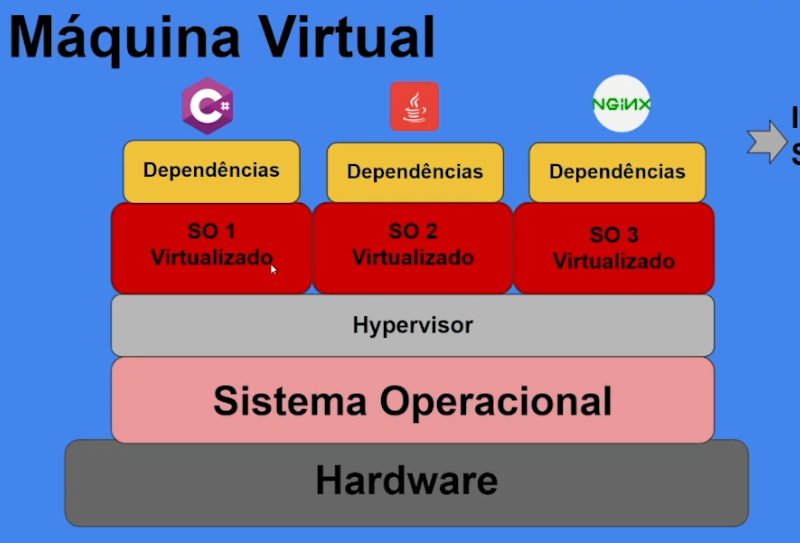 Máquina Virtual
C#
NGiNX
Dependências
Dependências
Dependências
SO 1
Virtualizado
SO 2
Virtualizado
SO 3
Virtualizado
Hypervisor
Sistema Operacional
Hardware